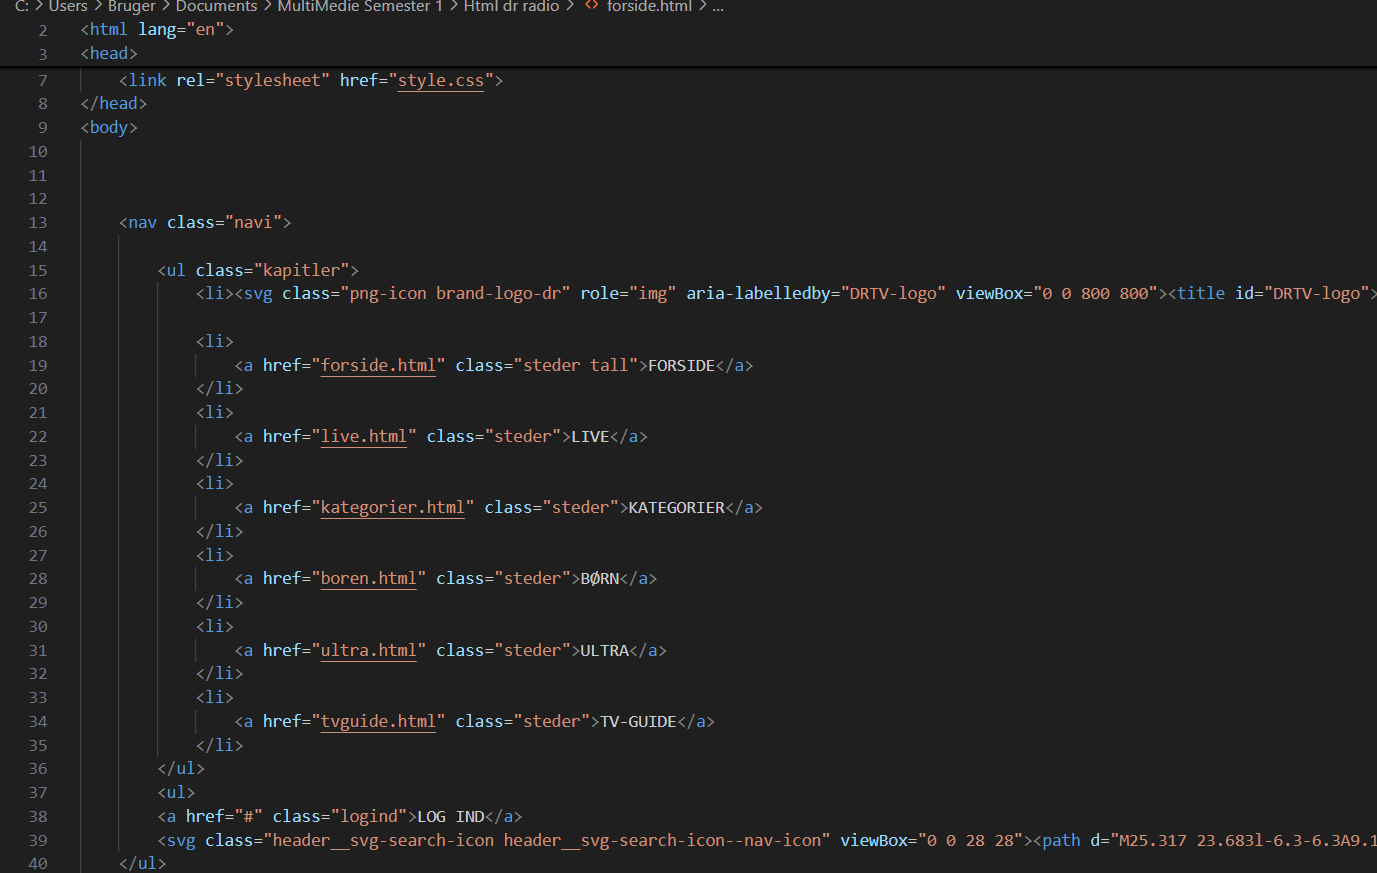 C: > Users > Bruger > Documents > MultiMedie Semester 1 > Html dr radio > <> forside.html > ...
2 <html lang="en">
3 <head>
7 <link rel="stylesheet" href="style.css">
8 </head>
9 <body>
10
11
12
13 <nav class="navi">
14
15 <ul class="kapitler">
16 <li><svg class="png-icon brand-logo-dr" role="img" aria-labelledby="DRTV-logo" viewBox="0 0 800 800"><title id="DRTV-logo">
17
18 <li>
19 <a href="forside.html" class="steder tall">FORSIDE</a>
20 </li>
21 <li>
22 <a href="live.html" class="steder">LIVE</a>
23 </li>
24 <li>
25 <a href="kategorier.html" class="steder">KATEGORIER</a>
26 </li>
27 <li>
28 <a href="boren.html" class="steder">BØRN</a>
29 </li>
30 <li>
31 <a href="ultra.html" class="steder">ULTRA</a>
32 </li>
33 <li>
34 <a href="tvguide.html" class="steder">TV-GUIDE</a>
35 </li>
36 </ul>
37 <ul>
38 <a href="#" class="logind">LOG IND</a>
39 <svg class="header__svg-search-icon header__svg-search-icon--nav-icon" viewBox="0 0 28 28"><path d="M25.317 23.683l-6.3-6.3A9.1
40 </ul>